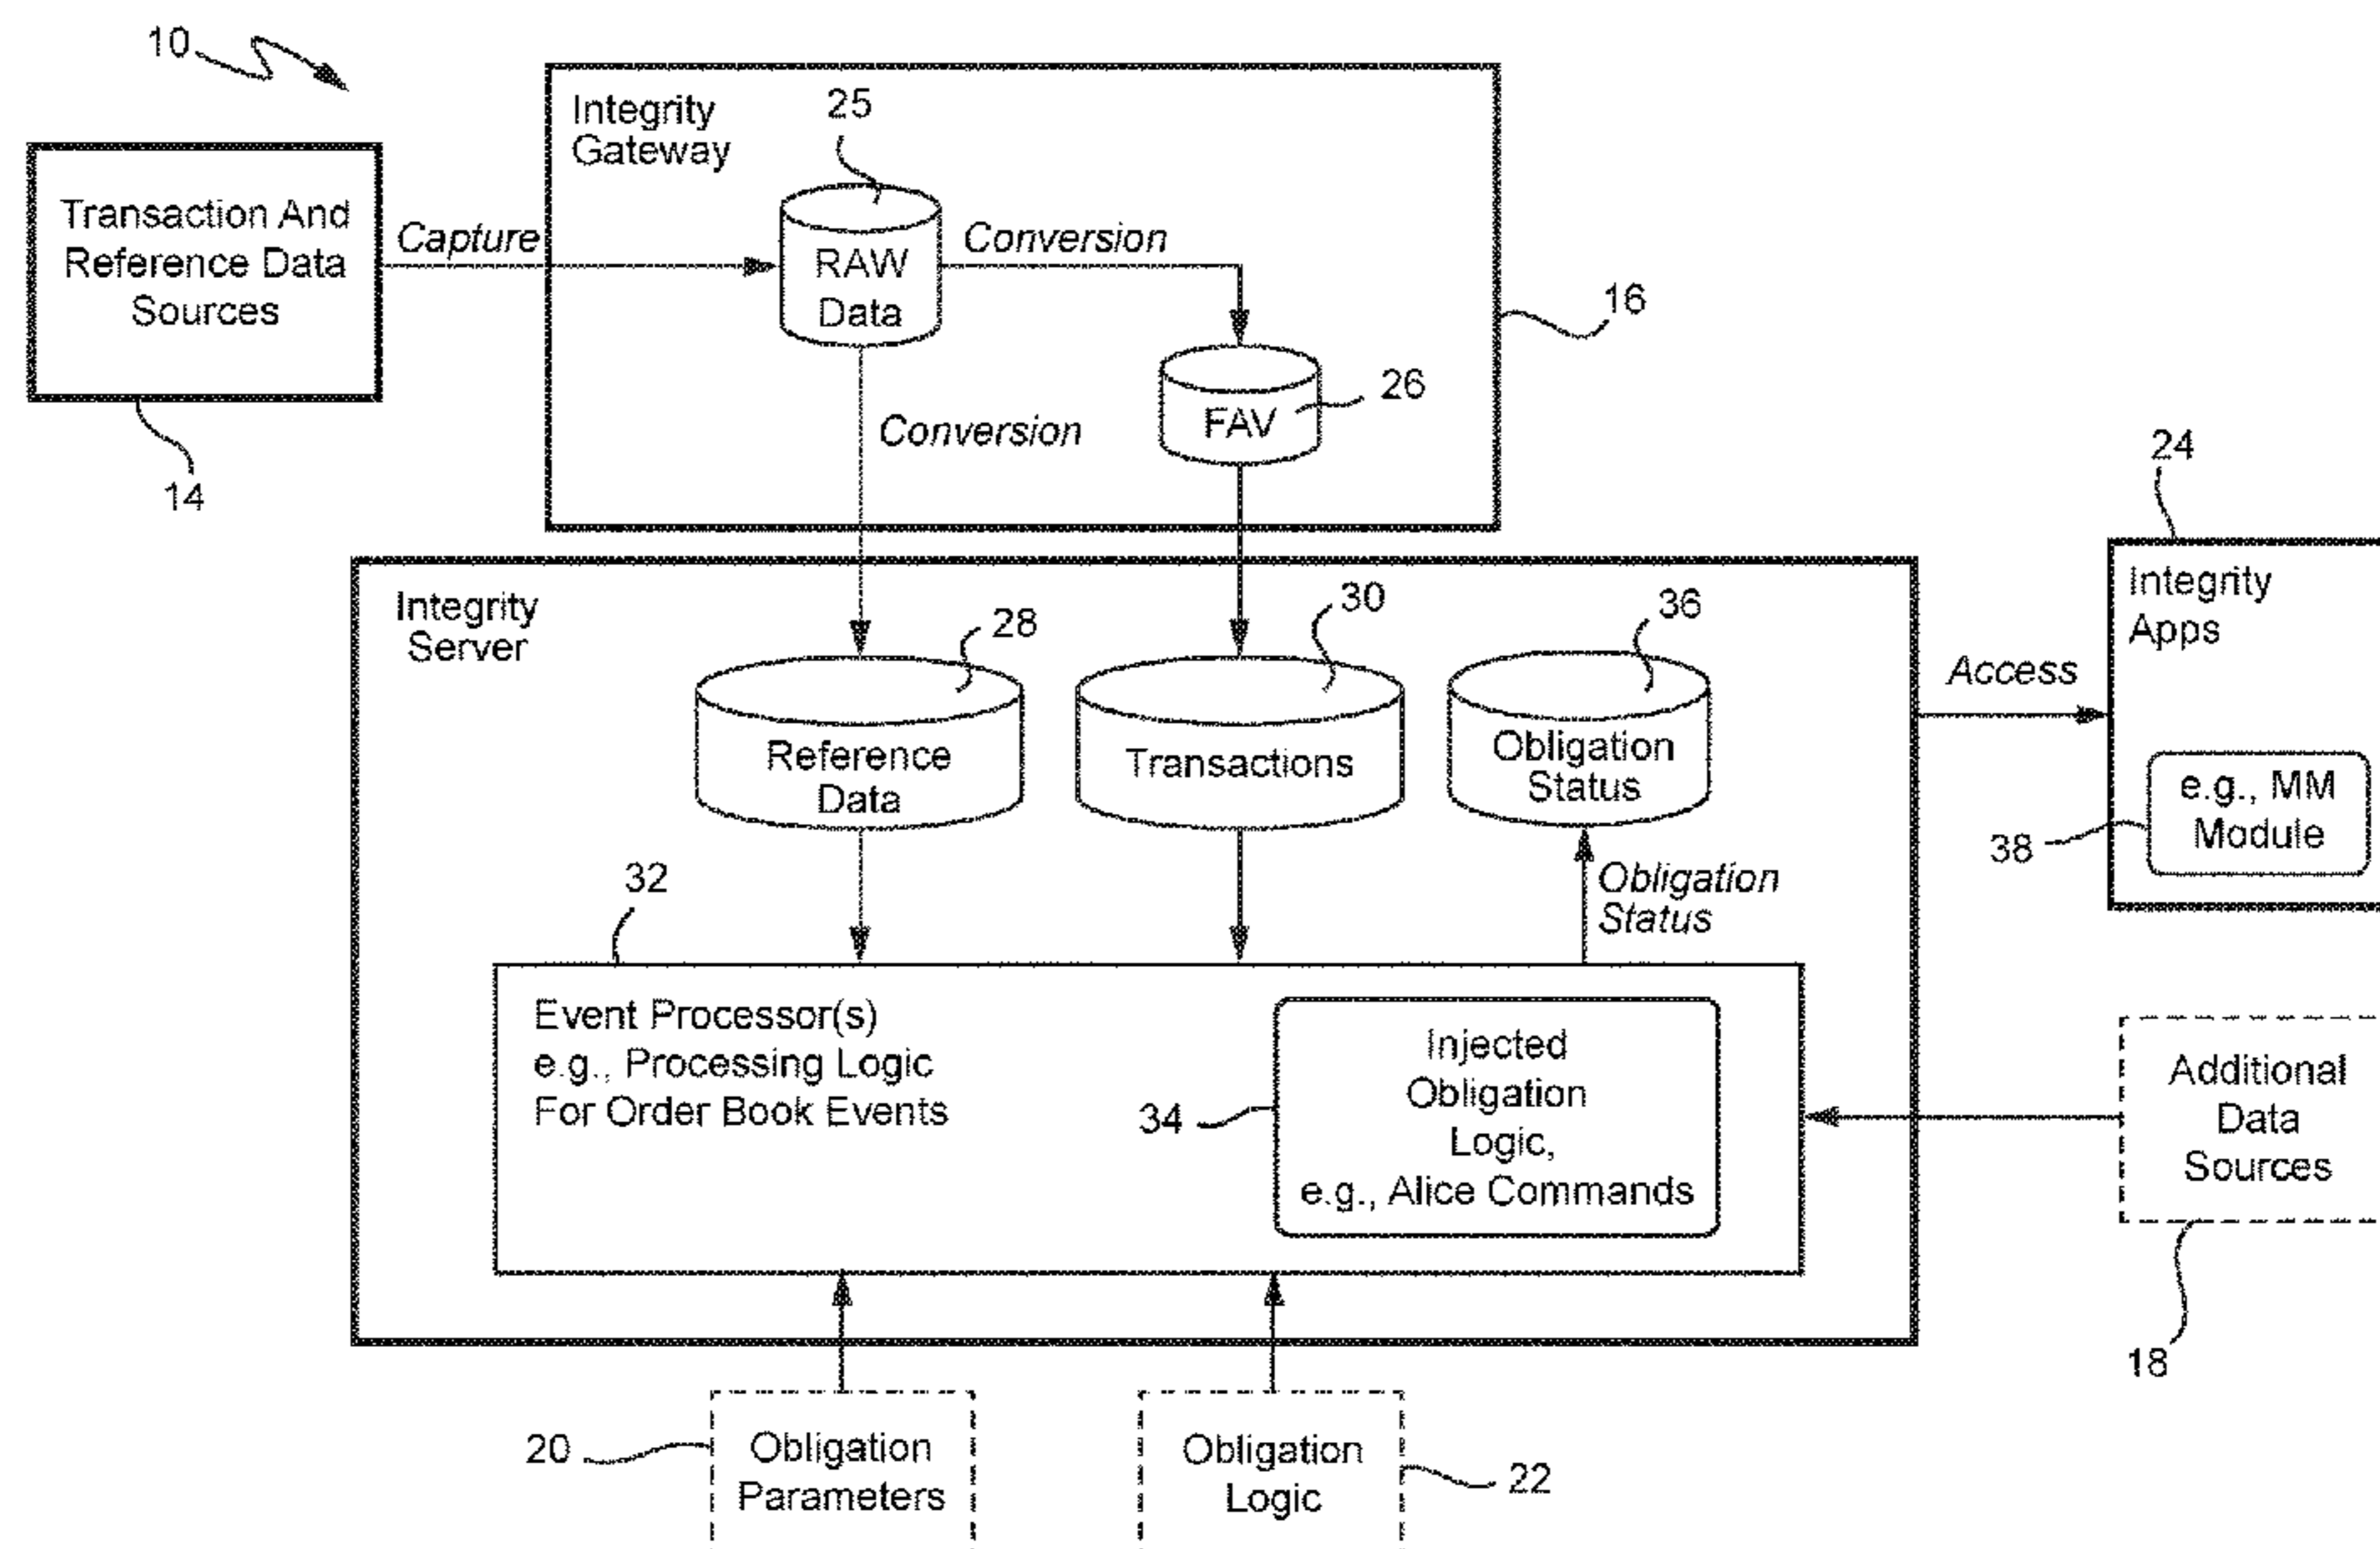 10
Integrity
Gateway
25
Transaction And
Reference Data
Sources
Capture
RAW
Data
Conversion
16
FAV
26
Conversion
14
24
Integrity
Server
28
30
36
Integrity
Apps
Access
Reference
Data
Transactions
Obligation
Status
e.g., MM
Module
38
32
Obligation
Status
Event Processor(s)
e.g., Processing Logic
For Order Book Events
34
Injected
Obligation
Logic,
e.g., Alice Commands
Additional
Data
Sources
18
20
Obligation
Parameters
Obligation
Logic
22